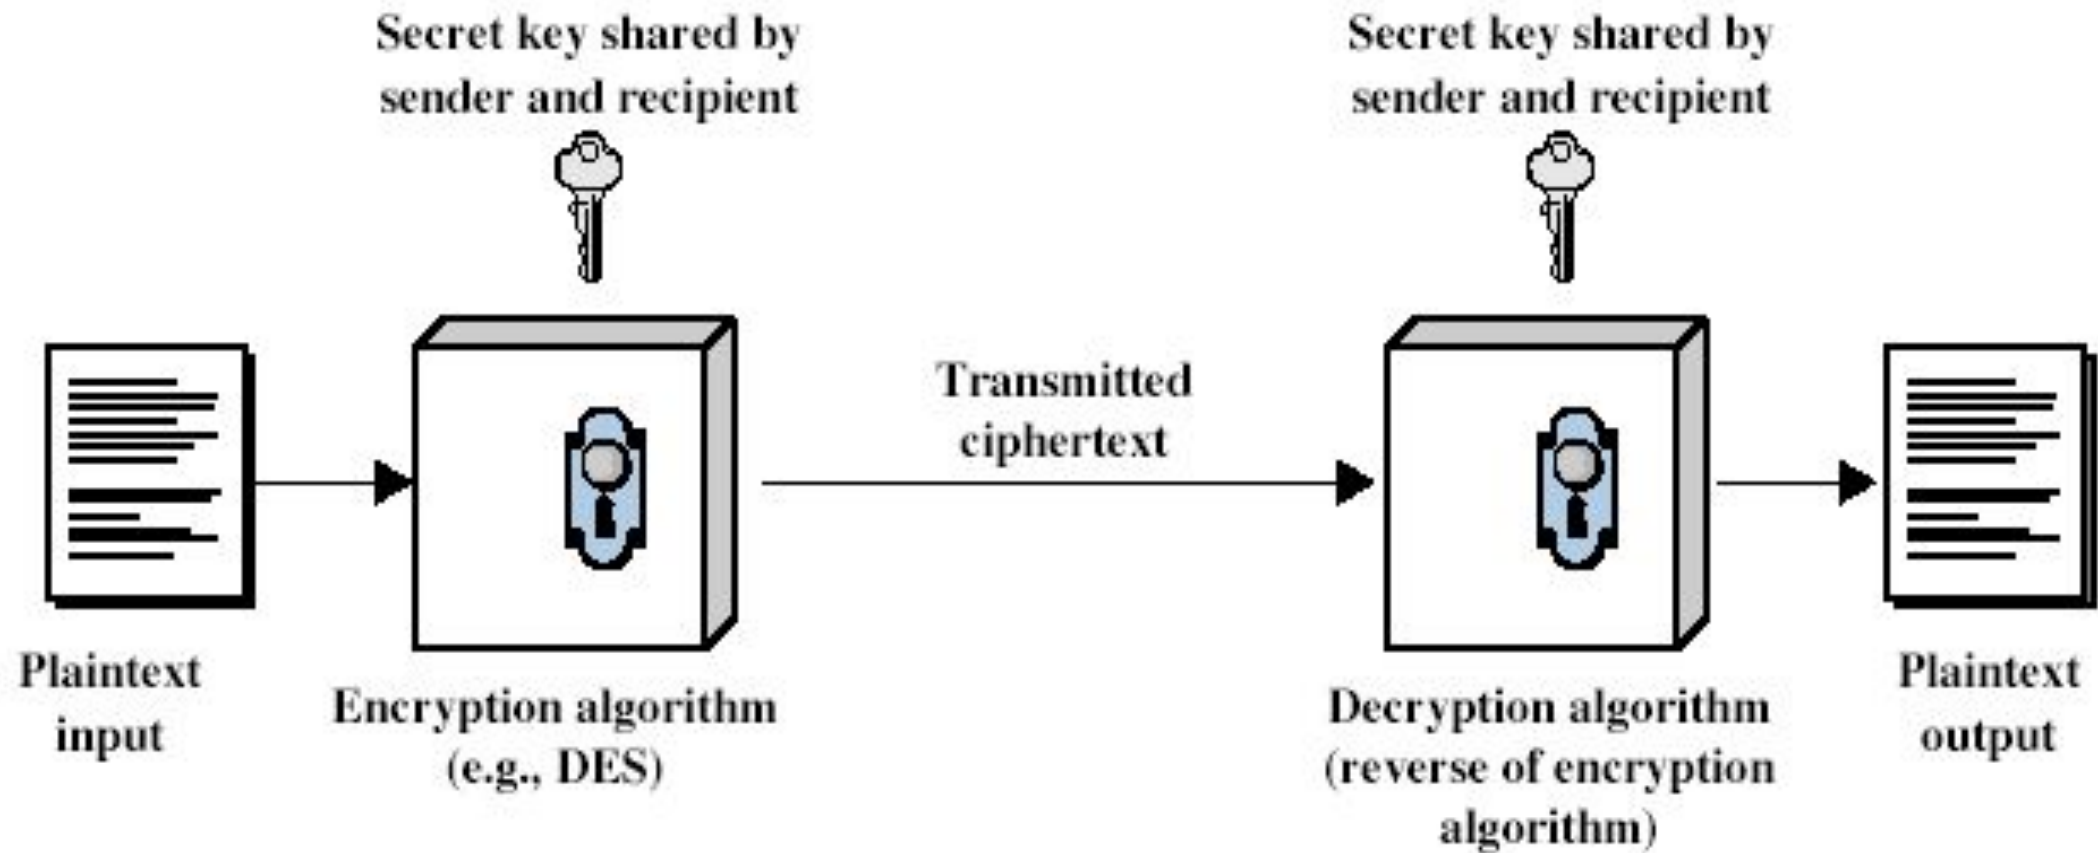 Secret key shared by
sender and recipient
Secret key shared by
sender and recipient
Transmitted
ciphertext
Plaintext
input
Encryption algorithm
(e.g., DES)
Decryption algorithm
(reverse of encryption
algorithm)
Plaintext
output